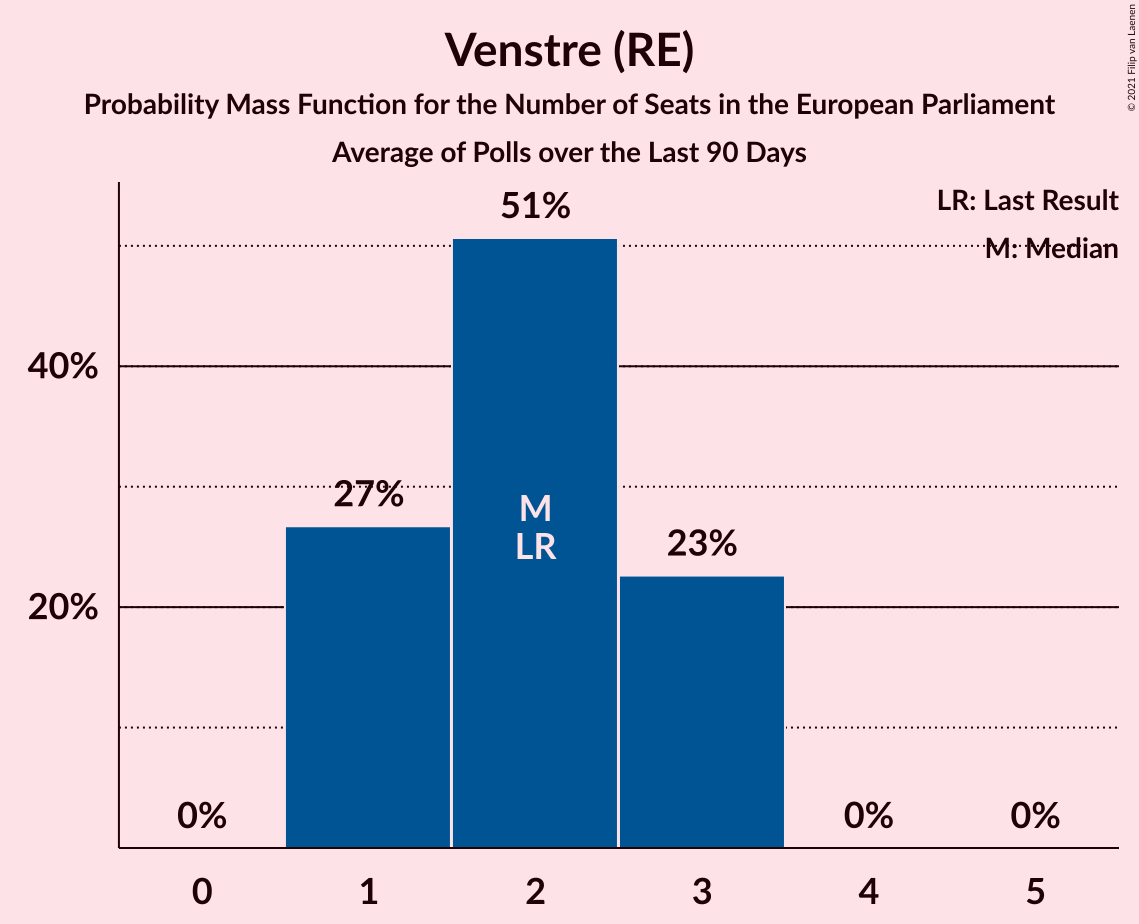 Venstre (RE)
Probability Mass Function for the Number of Seats in the European Parliament
Average of Polls over the Last 90 Days
© 2021 Filip van Laenen
LR: Last Result
M: Median
51%
40%
27%
M
LR
23%
20%
0%
0%
0%
0
1
2
3
4
5